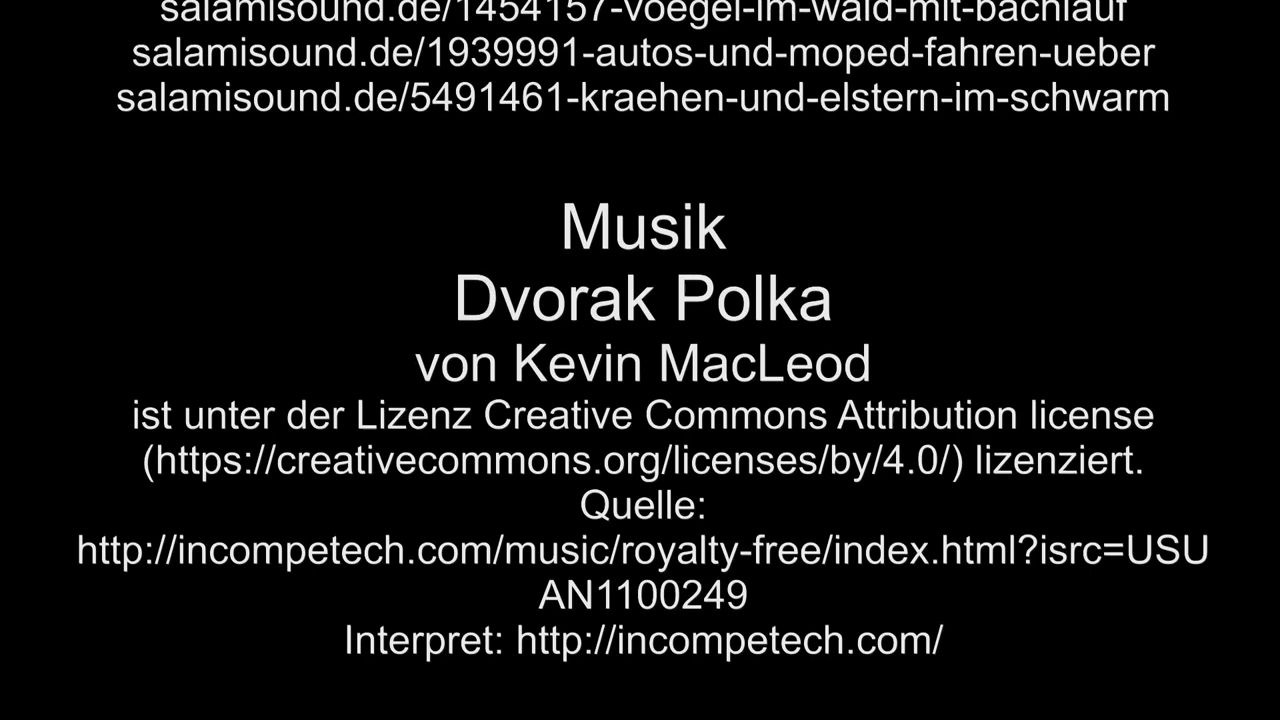 salamisound.de/1454157-voegel-im-wald-mit-bachlauf
salamisound.de/1939991-autos-und-moped-fahren-ueber
salamisound.de/5491461-kraehen-und-elstern-im-schwarm
Musik
Dvorak Polka
von Kevin MacLeod
ist unter der Lizenz Creative Commons Attribution license
(https://creativecommons.org/licenses/by/4.0/) lizenziert.
Quelle:
http://incompetech.com/music/royalty-free/index.html?isrc=USU
AN1100249
Interpret: http://incompetech.com/